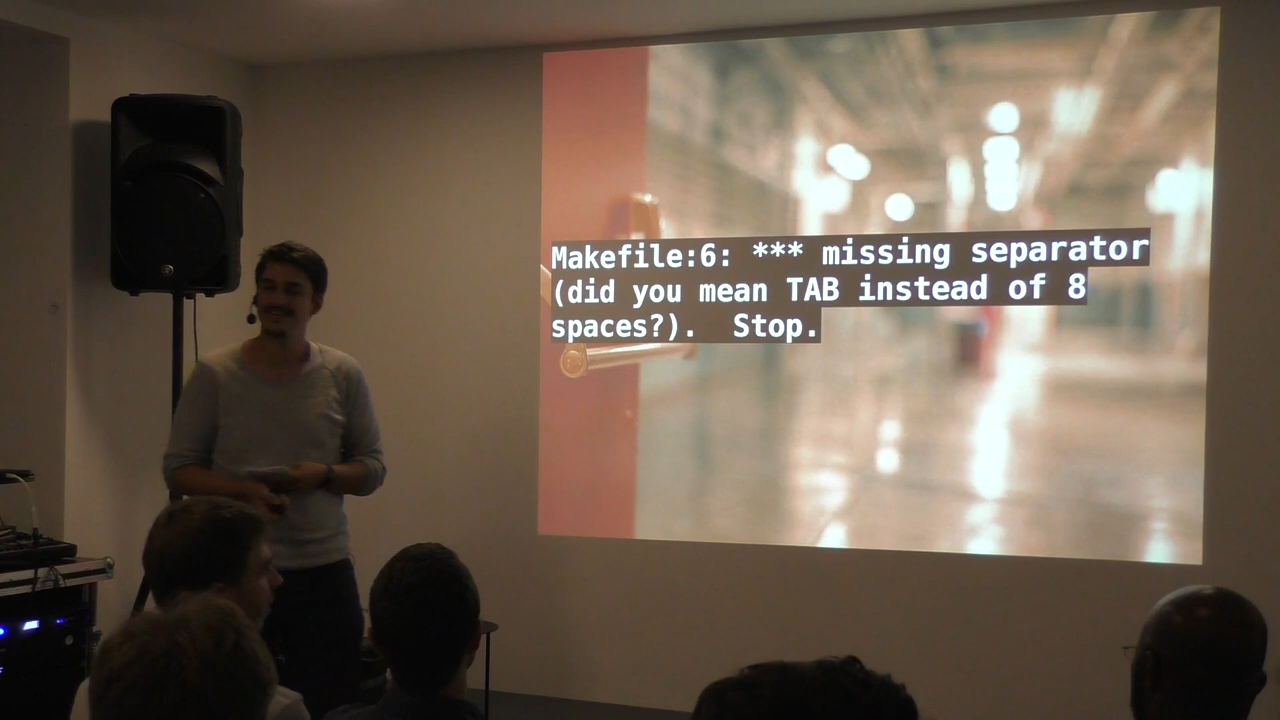 Makefile:6: *** missing separator
(did you mean TAB instead of 8
spaces?).  Stop.